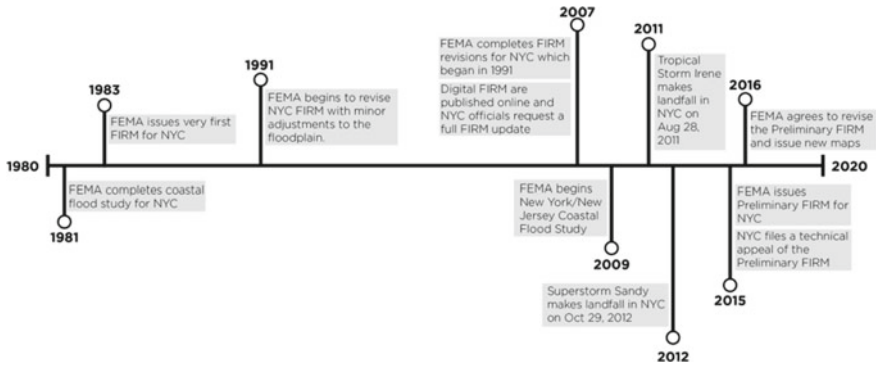 1980
1981
FEMA completes coastal
flood study for NYC
1983
FEMA issues very first
FIRM for NYC
1991
FEMA begins to revise
NYC FIRM with minor
adjustments to the
floodplain.
2007
FEMA completes FIRM
revisions for NYC which
began in 1991
Digital FIRM are
published online and
NYC officials request a
full FIRM update
FEMA begins
New York/New
Jersey Coastal
Flood Study
2009
2011
Tropical
Storm Irene
makes
landfall in
NYC on
Aug 28,
2011
Superstorm Sandy
makes landfall in NYC
on Oct 29, 2012
2012
FEMA issues
Preliminary FIRM for
NYC
NYC files a technical
appeal of the
Preliminary FIRM
2015
2016
FEMA agrees to revise
the Preliminary FIRM
and issue new maps
2020